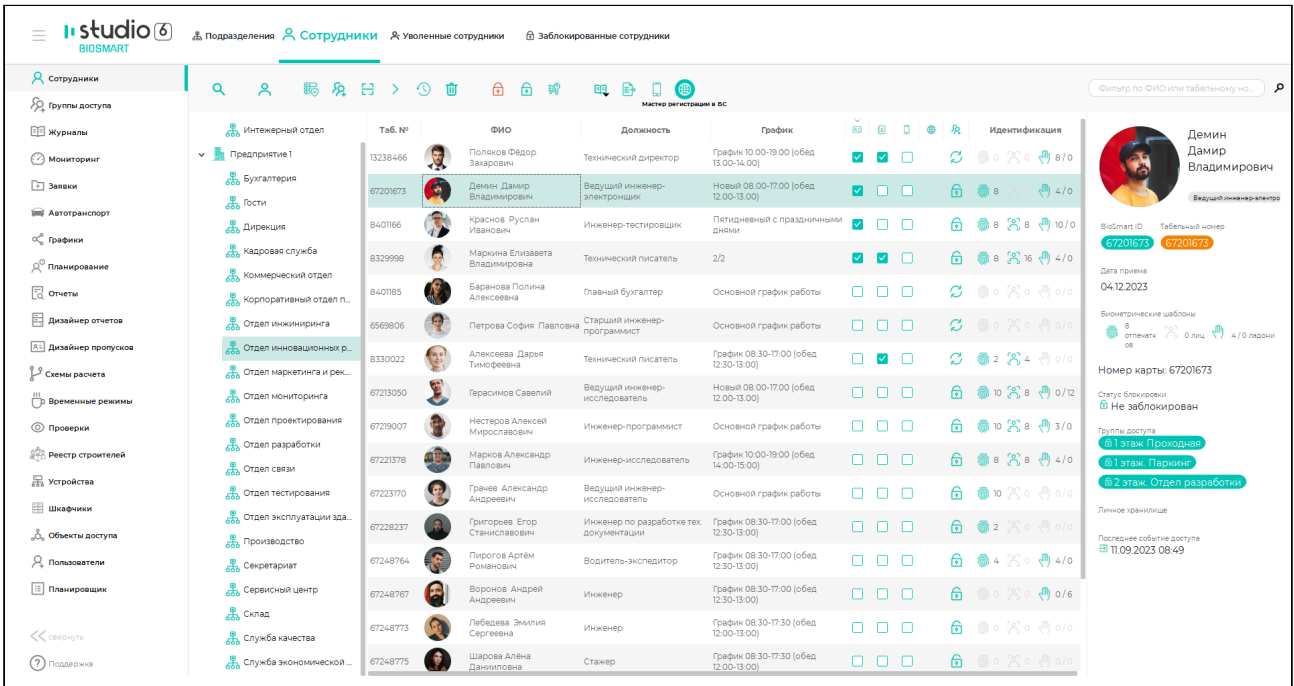 studio 6
BIOSMART
Подразделения
Сотрудники
Уволенные сотрудники
Заблокированные сотрудники
Сотрудники
Группы доступа
Журналы
Мониторинг
Заявки
Автотранспорт
Графики
Планирование
Отчеты
Дизайнер отчетов
Дизайнер пропусков
Схемы расчета
Временные режимы
Проверки
Реестр строителей
Устройства
Шкафчики
Объекты доступа
Пользователи
Планировщик
свернуть
Поддержка
Мастер регистрации в БС
Фильтр по ФИО или табельному но...
Интежерный отдел
Предприятие 1
Бухгалтерия
Гости
Дирекция
Кадровая служба
Коммерческий отдел
Корпоративный отдел п...
Отдел инжиниринга
Отдел инновационных р...
Отдел маркетинга и рек...
Отдел мониторинга
Отдел проектирования
Отдел разработки
Отдел связи
Отдел тестирования
Отдел эксплуатации зда...
Производство
Секретариат
Сервисный центр
Склад
Служба качества
Служба экономической ...
Таб. № ФИО Должность График Идентификация
13238466 Поляков Фёдор Захарович Технический директор График 10.00-19.00 (обед 13.00-14.00) 0 0 8 / 0
67201673 Демин Дамир Владимирович Ведущий инженер-электронщик Новый 08.00-17.00 (обед 12.00-13.00) 8 0 4 / 0
8401166 Краснов Руслан Иванович Инженер-тестировщик Пятидневный с праздничными днями 8 8 10 / 0
8329998 Маркина Елизавета Владимировна Технический писатель 2/2 8 16 4 / 0
8401185 Баранова Полина Алексеевна Главный бухгалтер Основной график работы 0 0 0 / 0
6569806 Петрова София Павловна Старший инженер-программист Основной график работы 0 0 0 / 0
8330022 Алексеева Дарья Тимофеевна Технический писатель График 08:30-17:00 (обед 12:30-13:00) 2 4 0 / 0
67213050 Герасимов Савелий Ведущий инженер-исследователь Новый 08.00-17.00 (обед 12.00-13.00) 10 8 0 / 12
67219007 Нестеров Алексей Мирославович Инженер-программист Основной график работы 10 8 3 / 0
67221378 Марков Александр Павлович Инженер-исследователь График 10:00-19:00 (обед 14:00-15:00) 8 8 4 / 0
67223170 Грачев Александр Андреевич Ведущий инженер-исследователь Основной график работы 10 0 0 / 0
67228237 Григорьев Егор Станиславович Инженер по разработке тех. документации График 08:30-17:00 (обед 12:30-13:00) 2 0 0 / 0
67248764 Пирогов Артём Романович Водитель-экспедитор График 08:30-17:00 (обед 12:30-13:00) 4 0 4 / 0
67248767 Воронов Андрей Андреевич Инженер График 08:30-17:00 (обед 12:30-13:00) 0 0 0 / 6
67248773 Лебедева Эмилия Сергеевна Инженер График 08:30-17:30 (обед 12:00-13:00) 0 0 0 / 0
67248775 Шарова Алёна Данииловна Стажер График 08:30-17:30 (обед 12:00-13:00) 0 0 0 / 0
Демин
Дамир
Владимирович
Ведущий инженер-электро
BioSmart ID Табельный номер
67201673 67201673
Дата приема
04.12.2023
Биометрические шаблоны
8 отпечатк ов 0 лиц 4 / 0 ладони
Номер карты: 67201673
Статус блокировки
Не заблокирован
Группы доступа
1 этаж Проходная
1 этаж. Паркинг
2 этаж. Отдел разработки
Личное хранилище
Последнее событие доступа
11.09.2023 08:49